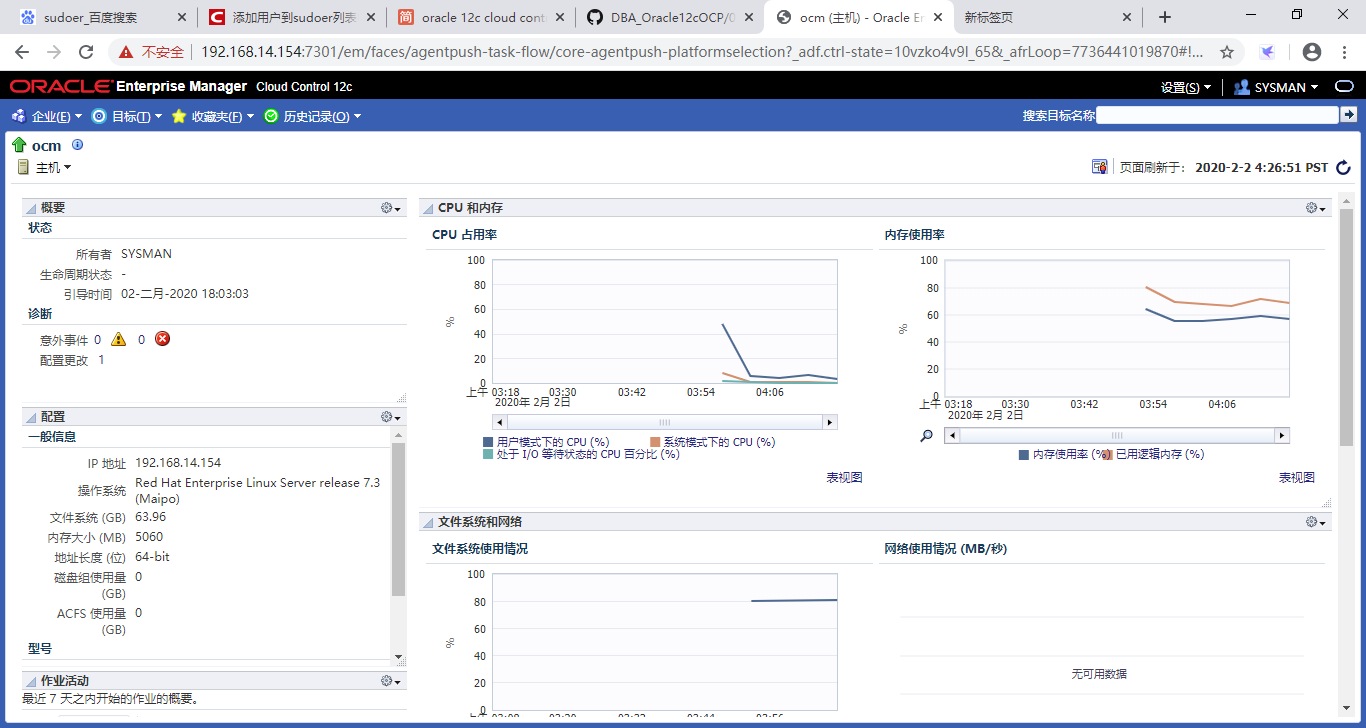 sudoer_百度搜索
添加用户到sudoer列表
oracle 12c cloud cont
DBA_Oracle12cOCP/0
ocm (主机) - Oracle En
新标签页
不安全
192.168.14.154:7301/em/faces/agentpush-task-flow/core-agentpush-platformselection?_adf.ctrl-state=10vzko4v9l_65&_afrLoop=7736441019870#!...
ORACLE Enterprise Manager Cloud Control 12c
设置(S)
SYSMAN
企业(E)
目标(T)
收藏夹(F)
历史记录(O)
搜索目标名称
ocm
主机
页面刷新于: 2020-2-2 4:26:51 PST
概要
状态
所有者 SYSMAN
生命周期状态 -
引导时间 02-二月-2020 18:03:03
诊断
意外事件 0 0
配置更改 1
配置
一般信息
IP 地址 192.168.14.154
操作系统 Red Hat Enterprise Linux Server release 7.3 (Maipo)
文件系统 (GB) 63.96
内存大小 (MB) 5060
地址长度 (位) 64-bit
磁盘组使用量 (GB) 0
ACFS 使用量 (GB) 0
型号
作业活动
最近 7 天之内开始的作业的概要。
CPU 和内存
CPU 占用率
100
80
60
40
20
0
%
上午 03:18 03:30 03:42 03:54 04:06
2020年 2月 2日
用户模式下的 CPU (%)
系统模式下的 CPU (%)
处于 I/O 等待状态的 CPU 百分比 (%)
表视图
内存使用率
100
80
60
40
20
0
%
上午 03:18 03:30 03:42 03:54 04:06
2020年 2月 2日
内存使用率 (%)
已用逻辑内存 (%)
表视图
文件系统和网络
文件系统使用情况
100
80
60
40
20
0
%
网络使用情况 (MB/秒)
无可用数据